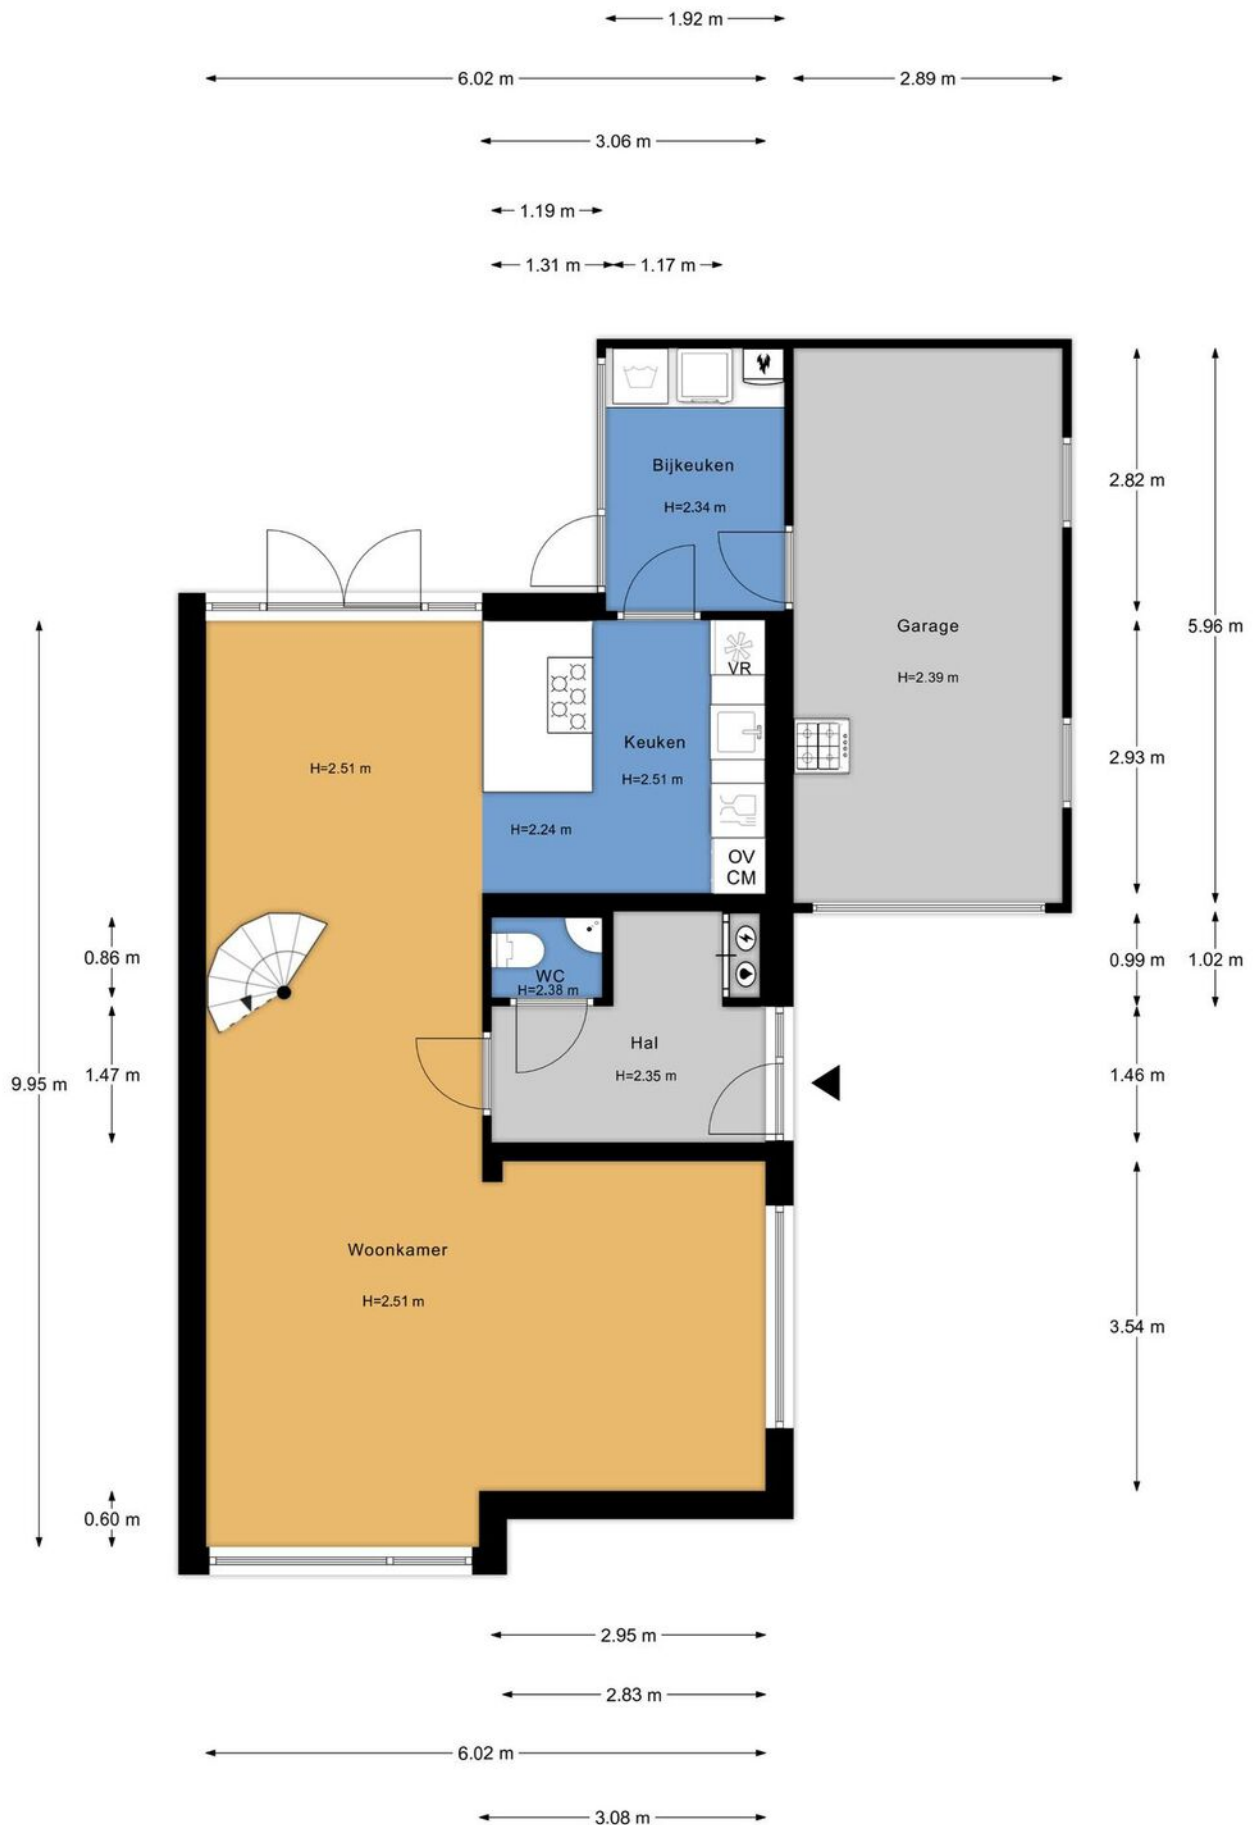 1.92 m
6.02 m
2.89 m
3.06 m
1.19 m
1.31 m
1.17 m
Bijkeuken
H=2.34 m
2.82 m
Garage
H=2.39 m
5.96 m
VR
Keuken
H=2.51 m
H=2.51 m
2.93 m
H=2.24 m
OV
CM
0.86 m
WC
H=2.38 m
0.99 m
1.02 m
Hal
H=2.35 m
9.95 m
1.47 m
1.46 m
Woonkamer
H=2.51 m
3.54 m
0.60 m
2.95 m
2.83 m
6.02 m
3.08 m